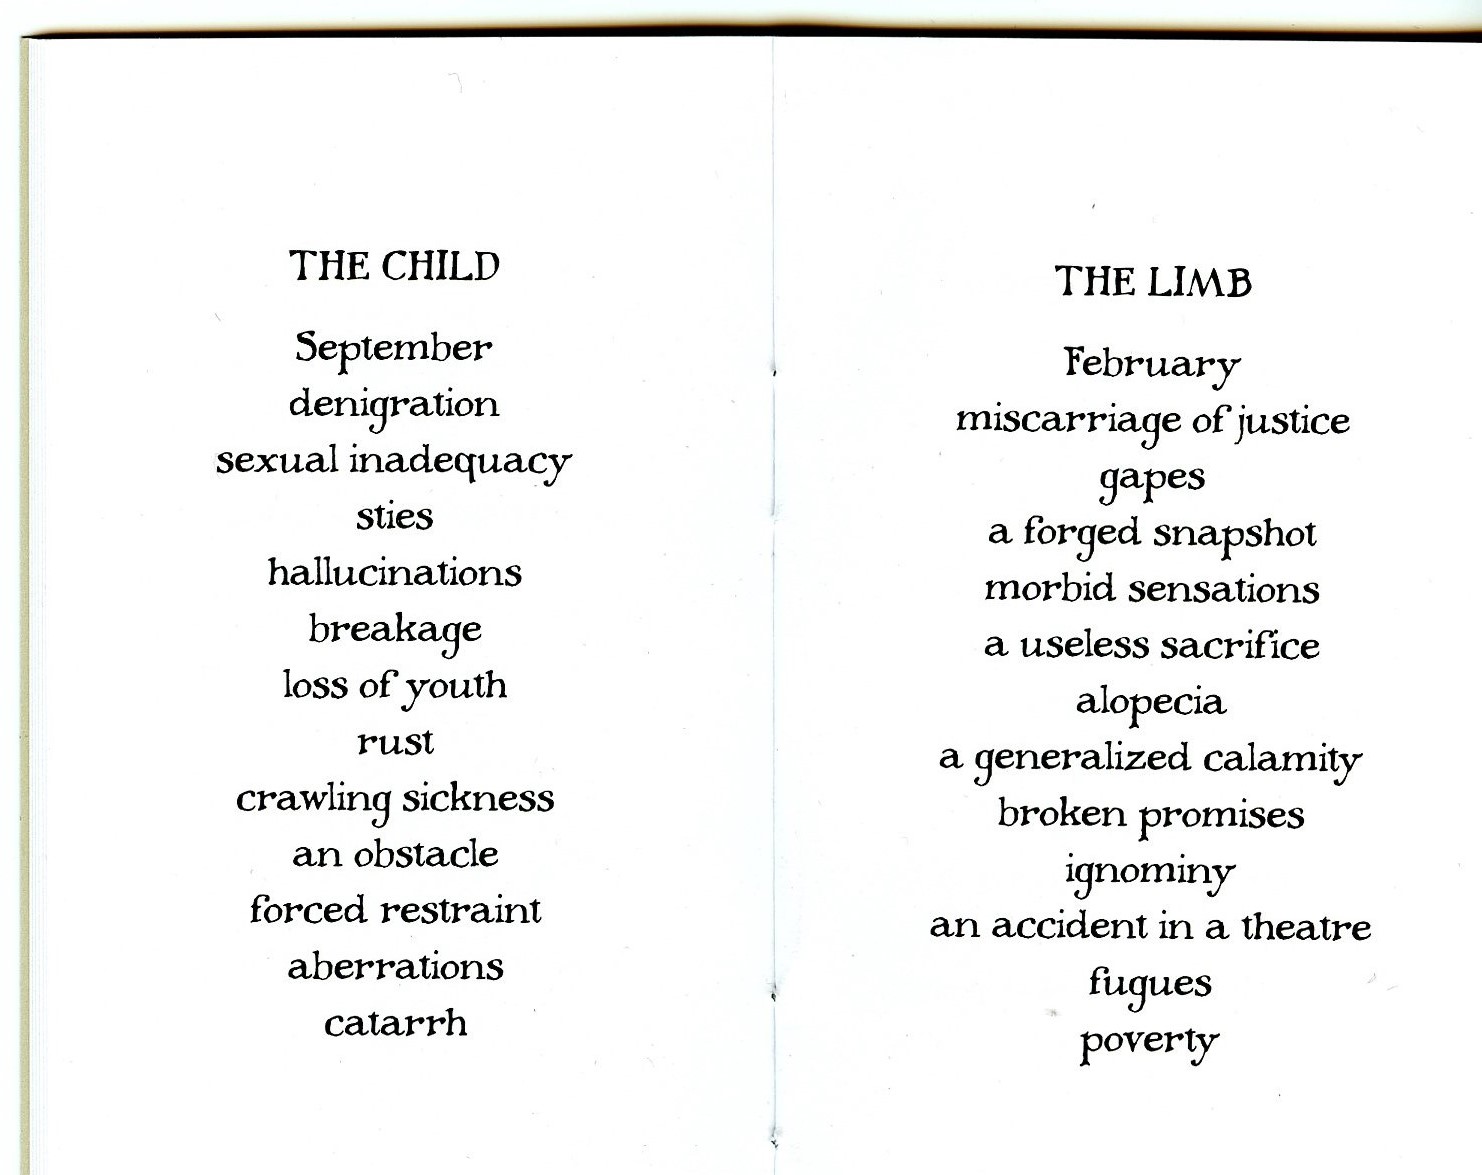 THE CHILD
September
denigration
sexual inadequacy
sties
hallucinations
breakage
loss of youth
rust
crawling sickness
an obstacle
forced restraint
aberrations
catarrh
THE LIMB
February
miscarriage of justice
gapes
a forged snapshot
morbid sensations
a useless sacrifice
alopecia
a generalized calamity
broken promises
ignominy
an accident in a theatre
fugues
poverty